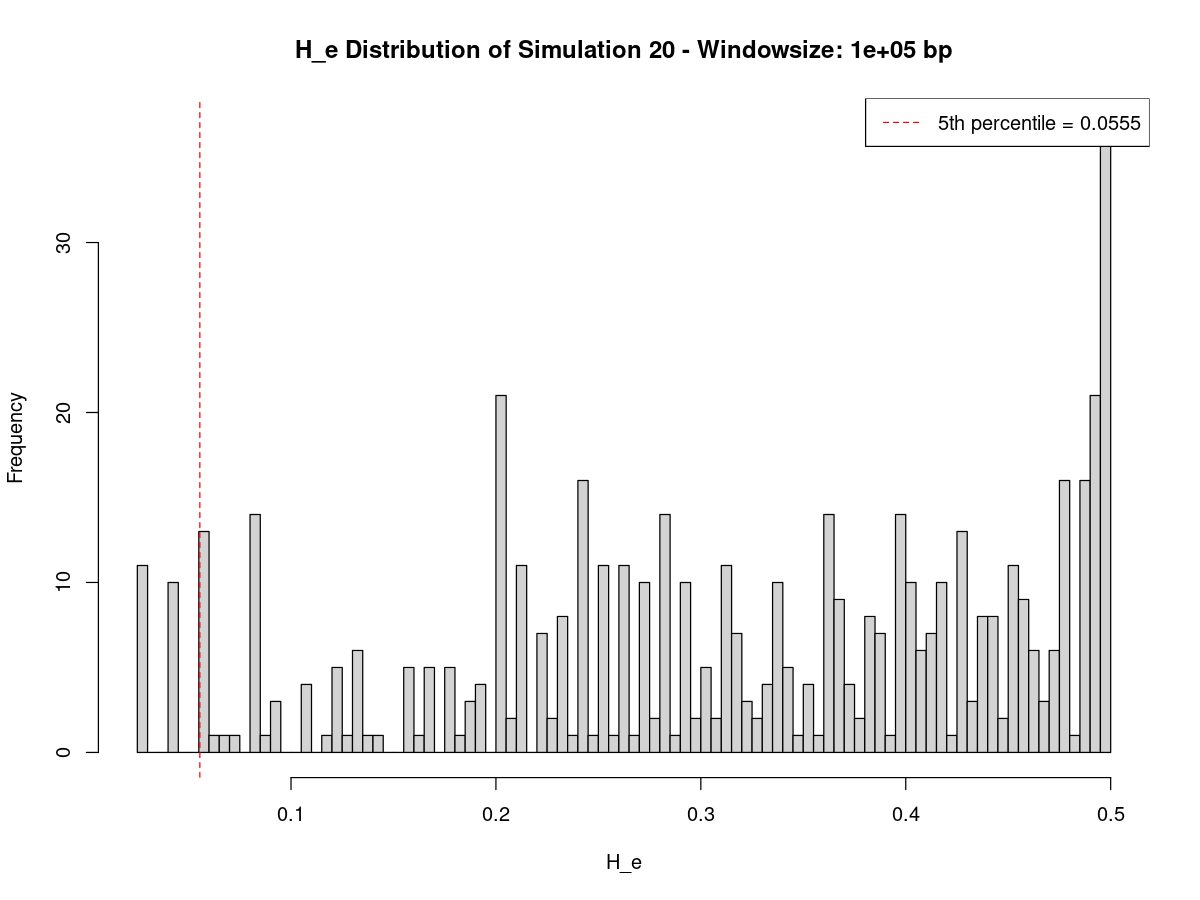 H_e Distribution of Simulation 20 - Windowsize: 1e+05 bp
5th percentile = 0.0555
Frequency
30
20
10
0
0.1 0.2 0.3 0.4 0.5
H_e